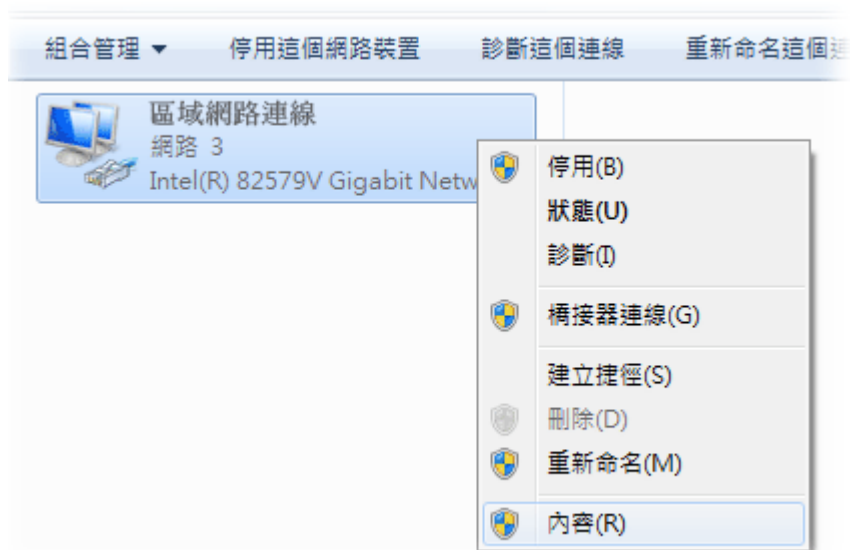 組合管理 停用這個網路裝置 診斷這個連線 重新命名這個
區域網路連線
網路 3
Intel(R) 82579V Gigabit Netw
停用(B)
狀態(U)
診斷(I)
橋接器連線(G)
建立捷徑(S)
刪除(D)
重新命名(M)
內容(R)